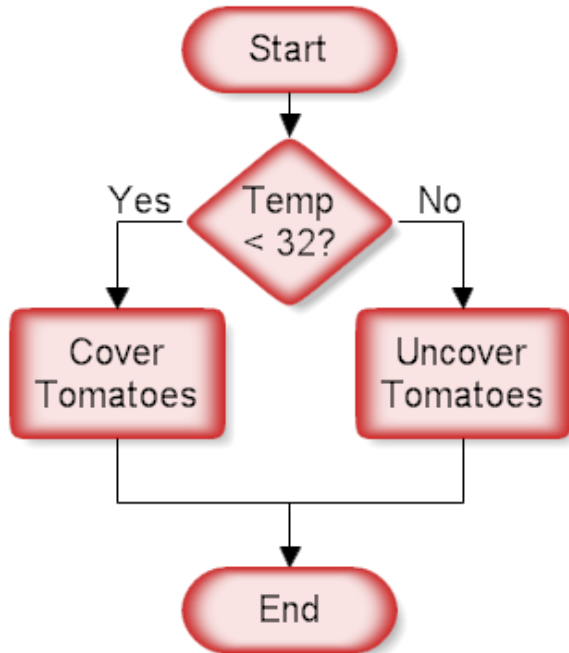 Start
Yes
Temp
< 32?
No
Cover
Tomatoes
Uncover
Tomatoes
End